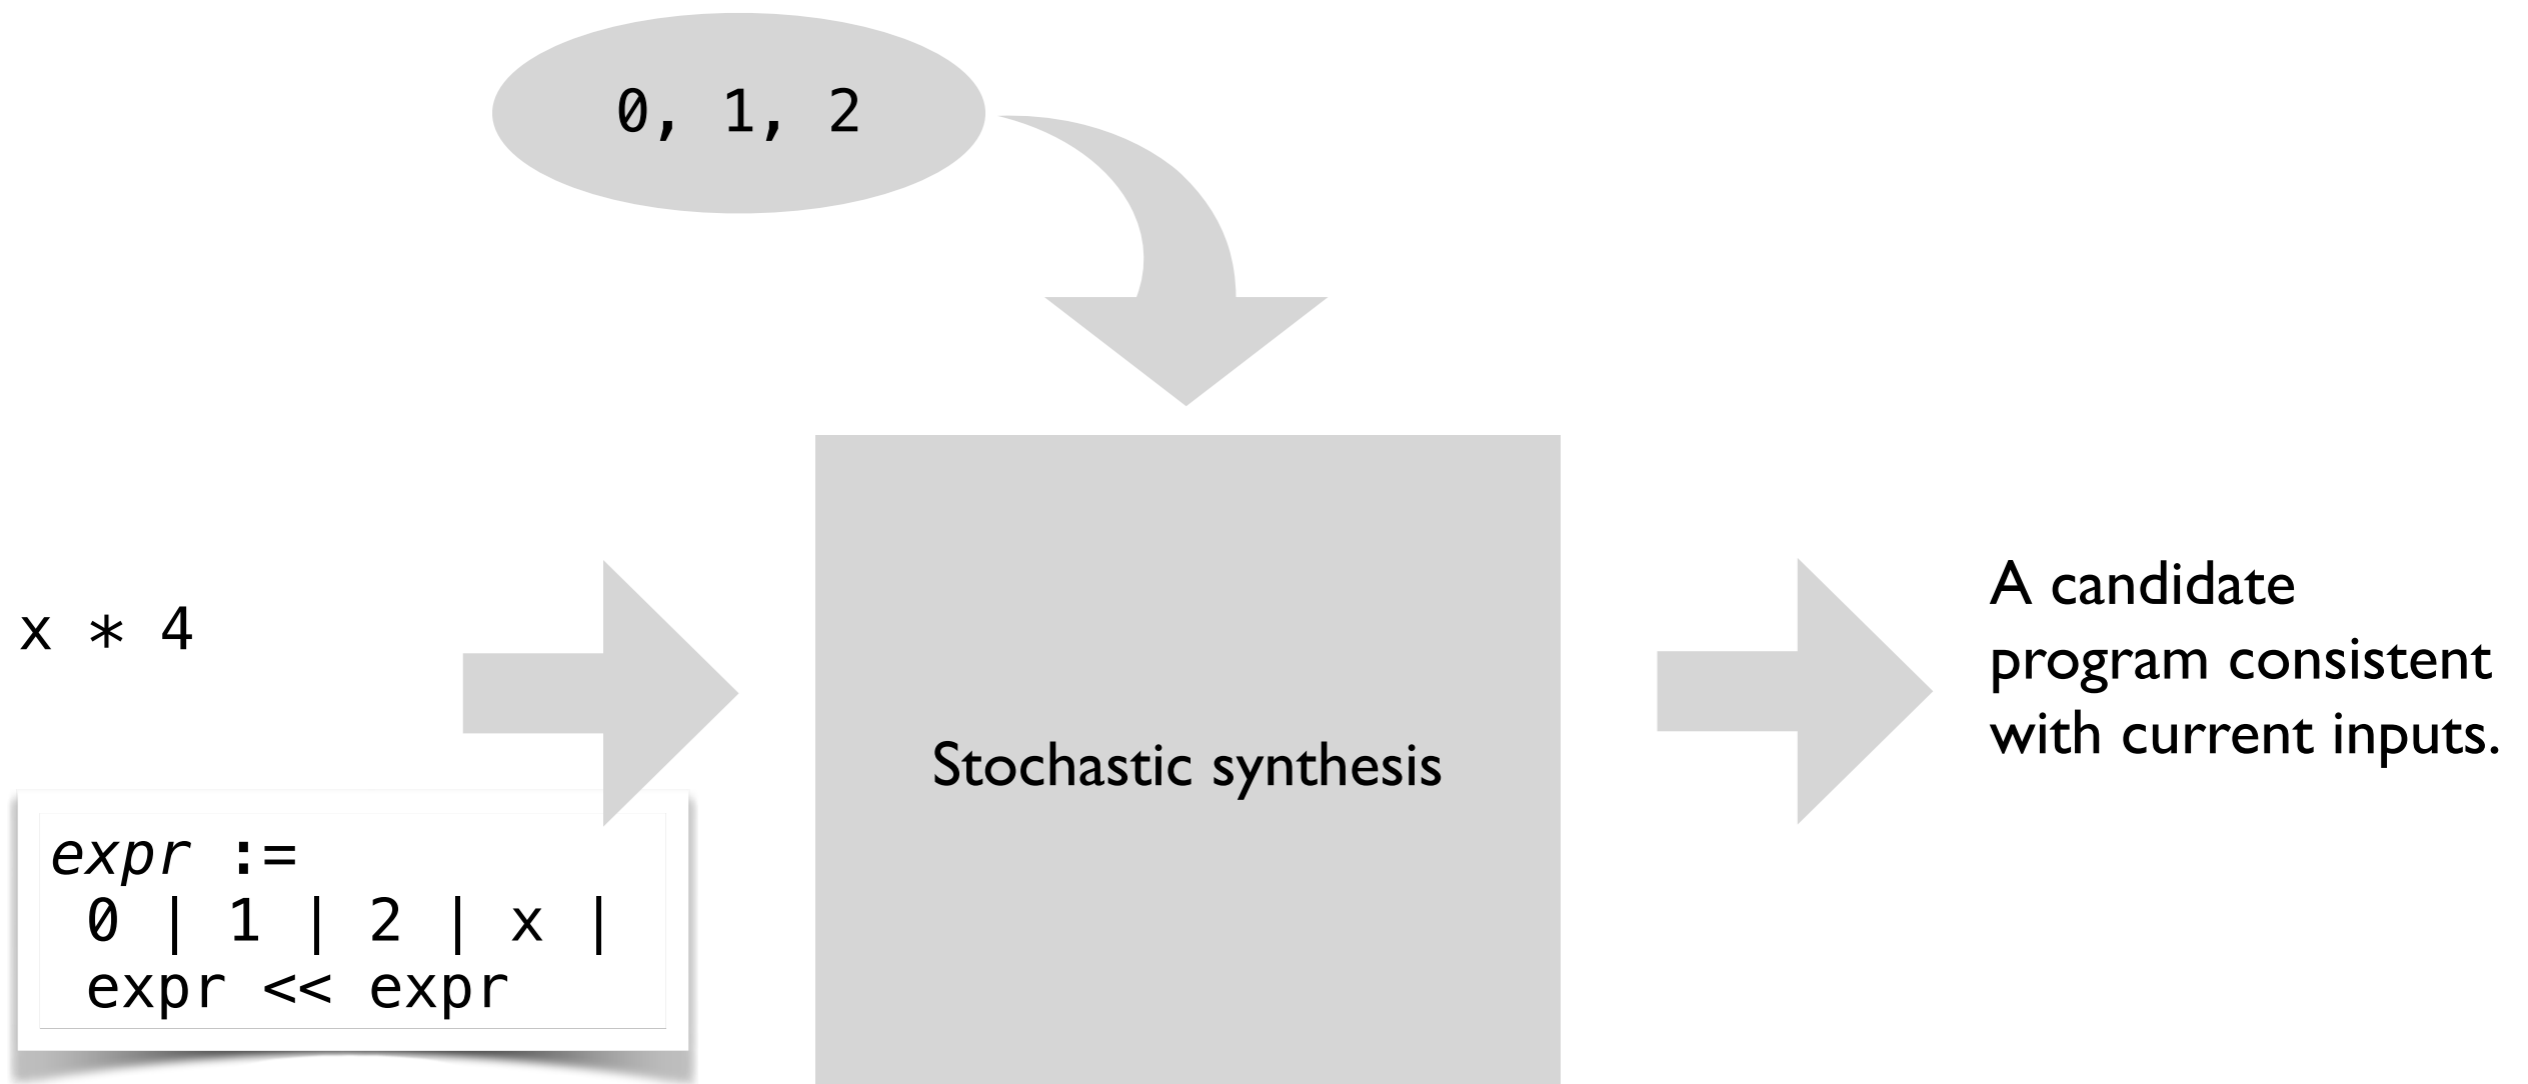 0, 1, 2
x * 4
expr :=
0 | 1 | 2 | x |
expr << expr
Stochastic synthesis
A candidate
program consistent
with current inputs.